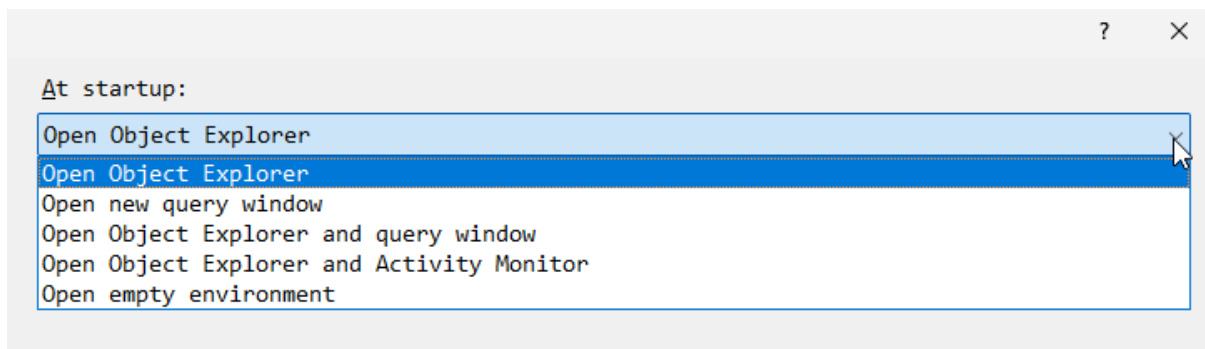 ?
At startup:
Open Object Explorer
Open Object Explorer
Open new query window
Open Object Explorer and query window
Open Object Explorer and Activity Monitor
Open empty environment